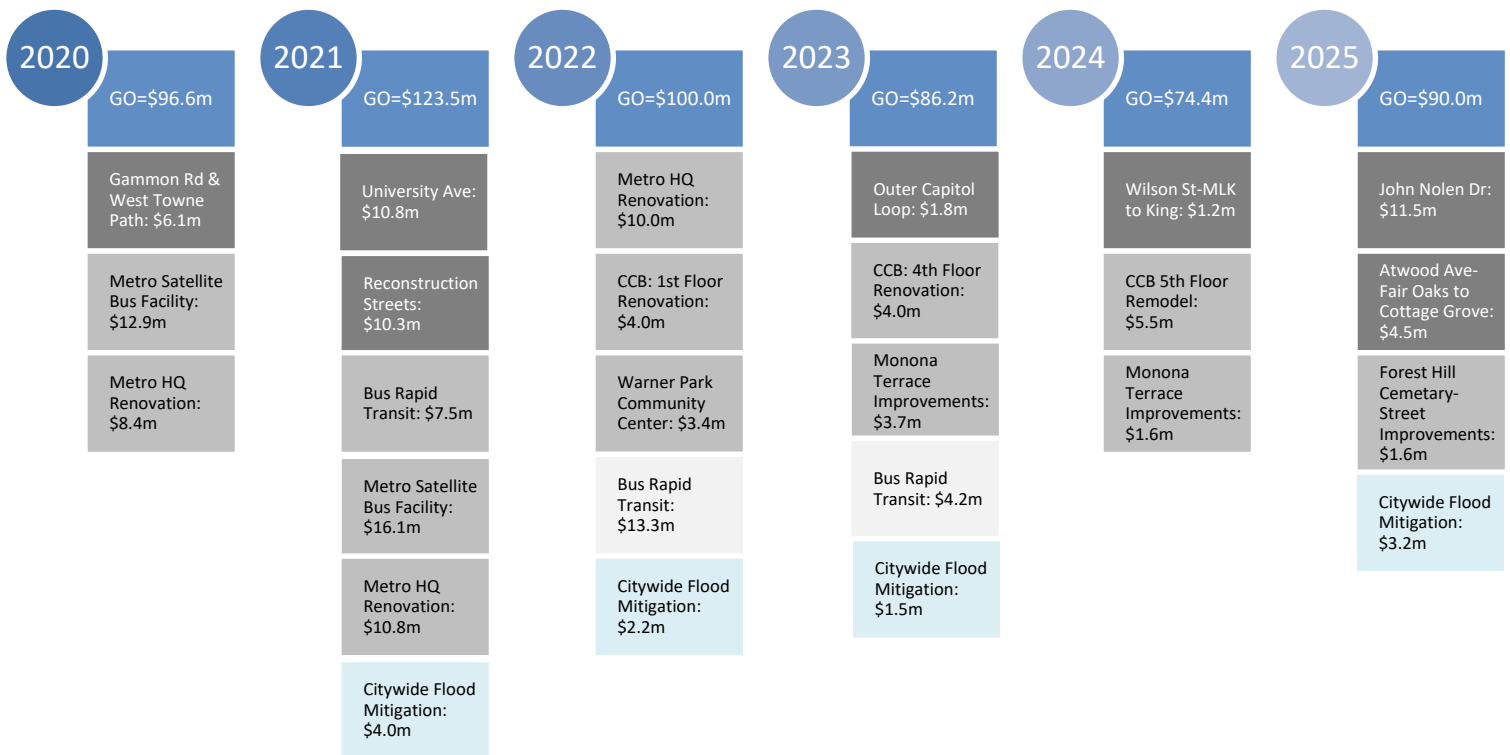 2020
GO=$96.6m
Gammon Rd &
West Towne
Path: $6.1m
Metro Satellite
Bus Facility:
$12.9m
Metro HQ
Renovation:
$8.4m
2021
GO=$123.5m
University Ave:
$10.8m
Reconstruction
Streets:
$10.3m
Bus Rapid
Transit: $7.5m
Metro Satellite
Bus Facility:
$16.1m
Metro HQ
Renovation:
$10.8m
Citywide Flood
Mitigation:
$4.0m
2022
GO=$100.0m
Metro HQ
Renovation:
$10.0m
CCB: 1st Floor
Renovation:
$4.0m
Warner Park
Community
Center: $3.4m
Bus Rapid
Transit:
$13.3m
Citywide Flood
Mitigation:
$2.2m
2023
GO=$86.2m
Outer Capitol
Loop: $1.8m
CCB: 4th Floor
Renovation:
$4.0m
Monona
Terrace
Improvements:
$3.7m
Bus Rapid
Transit: $4.2m
Citywide Flood
Mitigation:
$1.5m
2024
GO=$74.4m
Wilson St-MLK
to King: $1.2m
CCB 5th Floor
Remodel:
$5.5m
Monona
Terrace
Improvements:
$1.6m
2025
GO=$90.0m
John Nolen Dr:
$11.5m
Atwood Ave-
Fair Oaks to
Cottage Grove:
$4.5m
Forest Hill
Cemetary-
Street
Improvements:
$1.6m
Citywide Flood
Mitigation:
$3.2m